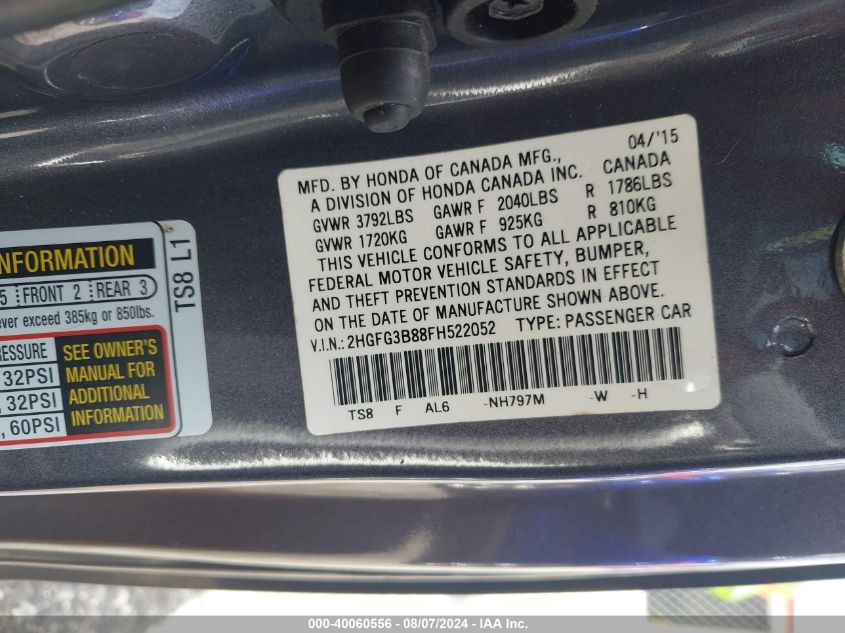 04/'15
MFD. BY HONDA OF CANADA MFG.,
A DIVISION OF HONDA CANADA INC. CANADA
GVWR 3792LBS GAWR F 2040LBS R 1786LBS
GVWR 1720KG GAWR F 925KG R 810KG
THIS VEHICLE CONFORMS TO ALL APPLICABLE
FEDERAL MOTOR VEHICLE SAFETY, BUMPER,
AND THEFT PREVENTION STANDARDS IN EFFECT
ON THE DATE OF MANUFACTURE SHOWN ABOVE.
V.I.N.: 2HGFG3B88FH522052 TYPE: PASSENGER CAR
TS8 F AL6 -NH797M -W -H
INFORMATION
5 FRONT 2 REAR 3
ever exceed 385kg or 850lbs.
TS8 L1
RESSURE
, 32PSI
, 32PSI
, 60PSI
SEE OWNER'S
MANUAL FOR
ADDITIONAL
INFORMATION
000-40060556 | 08/07/2024 | IAA Inc.